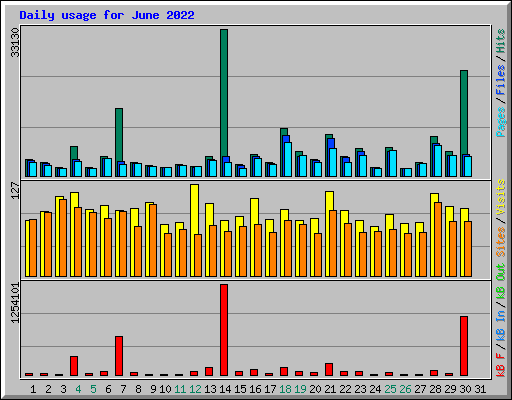 Daily usage for June 2022
33130
Pages / Files / Hits
127
Sites / Visits
1254101
kB F / kB In / kB Out
1 2 3 4 5 6 7 8 9 10 11 12 13 14 15 16 17 18 19 20 21 22 23 24 25 26 27 28 29 30 31